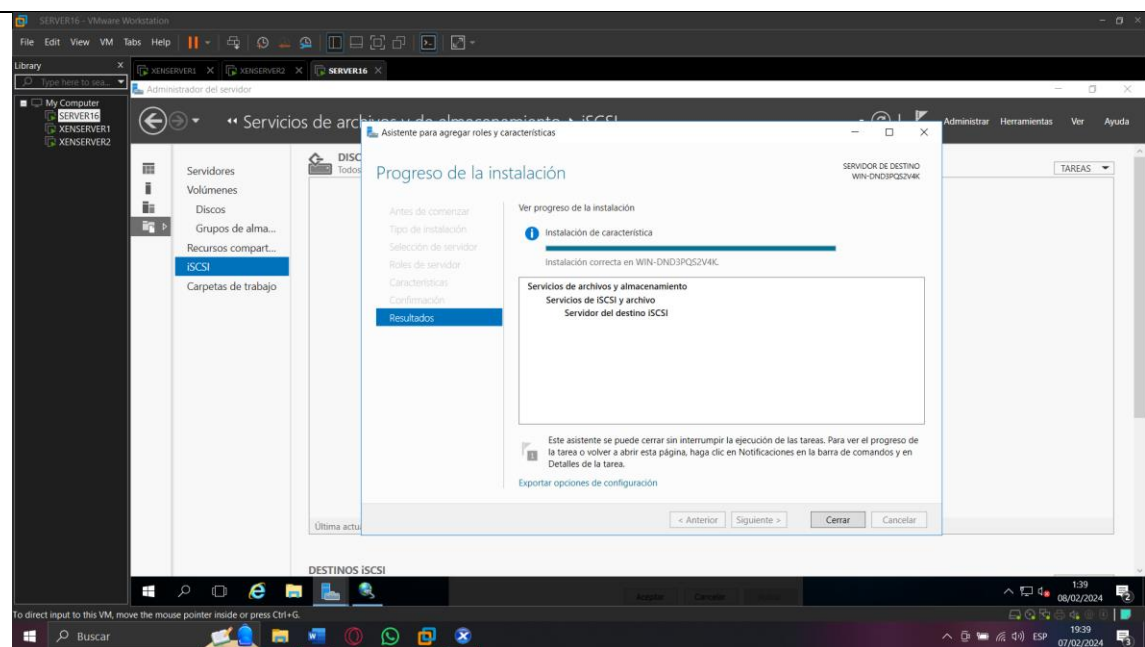 SERVER16 - VMware Workstation
File Edit View VM Tabs Help
Library
Type here to sea...
My Computer
SERVER16
XENSERVER1
XENSERVER2
XENSERVER1
XENSERVER2
SERVER16
Administrador del servidor
Servicios de archivos y de almacenamiento
iSCSI
Administrar Herramientas Ver Ayuda
Servidores
Volúmenes
Discos
Grupos de alma...
Recursos compart...
iSCSI
Carpetas de trabajo
DISC
Todos
TAREAS
Última actu
DESTINOS iSCSI
Asistente para agregar roles y características
Progreso de la instalación
SERVIDOR DE DESTINO
WIN-DND3PQS2V4K
Antes de comenzar
Tipo de instalación
Selección de servidor
Roles de servidor
Características
Confirmación
Resultados
Ver progreso de la instalación
Instalación de característica
Instalación correcta en WIN-DND3PQS2V4K.
Servicios de archivos y almacenamiento
Servicios de iSCSI y archivo
Servidor del destino iSCSI
Este asistente se puede cerrar sin interrumpir la ejecución de las tareas. Para ver el progreso de
la tarea o volver a abrir esta página, haga clic en Notificaciones en la barra de comandos y en
Detalles de la tarea.
Exportar opciones de configuración
< Anterior Siguiente > Cerrar Cancelar
Aceptar Cancelar
1:39
08/02/2024
To direct input to this VM, move the mouse pointer inside or press Ctrl+G.
Buscar
ESP
19:39
07/02/2024